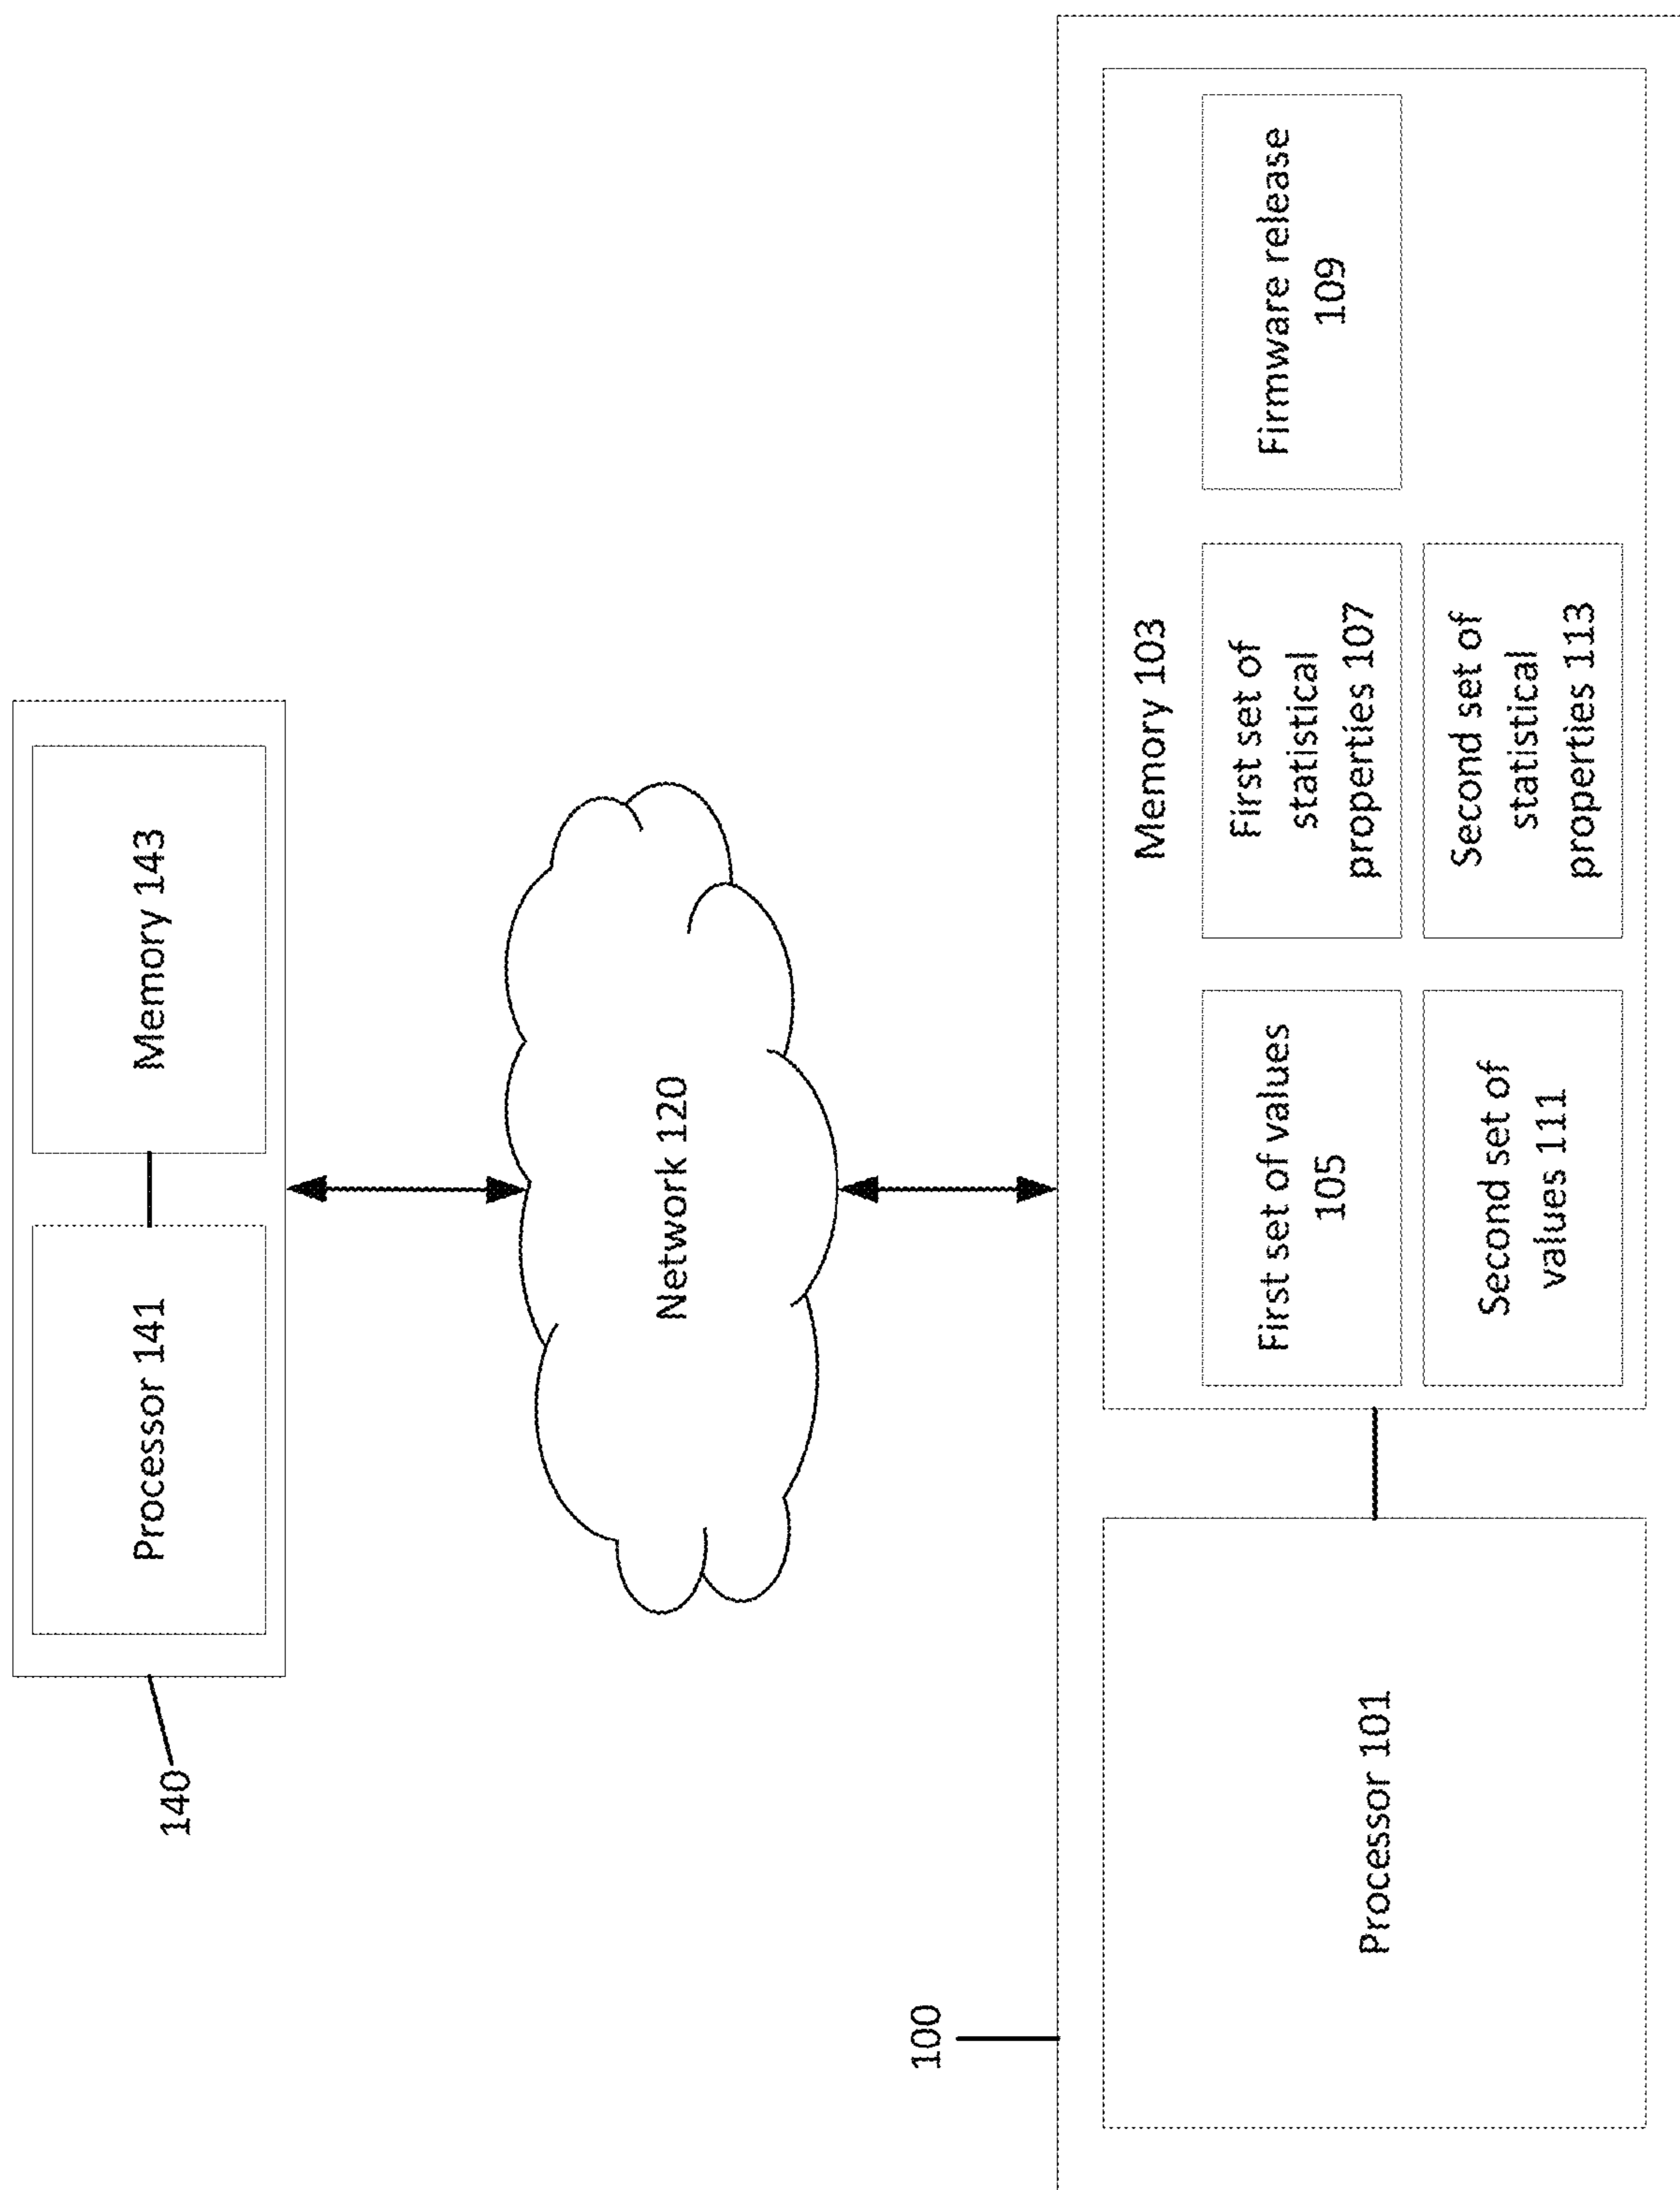 140
Processor 141
Memory 143
Network 120
100
Processor 101
Memory 103
First set of values
105
First set of
statistical
properties 107
Firmware release
109
Second set of
values 111
Second set of
statistical
properties 113